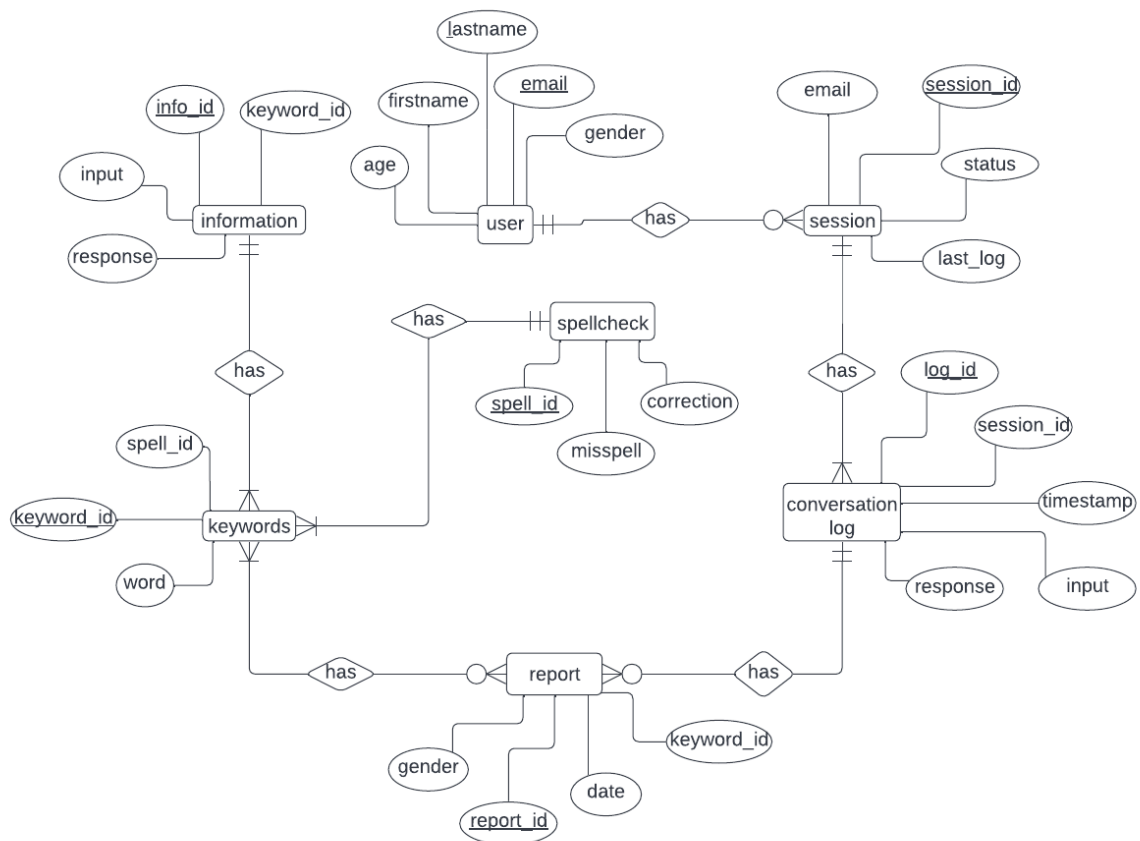 lastname
email
firstname
gender
age
user
info_id
keyword_id
input
information
response
has
email
session_id
status
session
last_log
has
has
spellcheck
spell_id
correction
misspell
has
log_id
session_id
conversation
log
timestamp
response
input
spell_id
keyword_id
keywords
word
has
report
has
gender
keyword_id
date
report_id